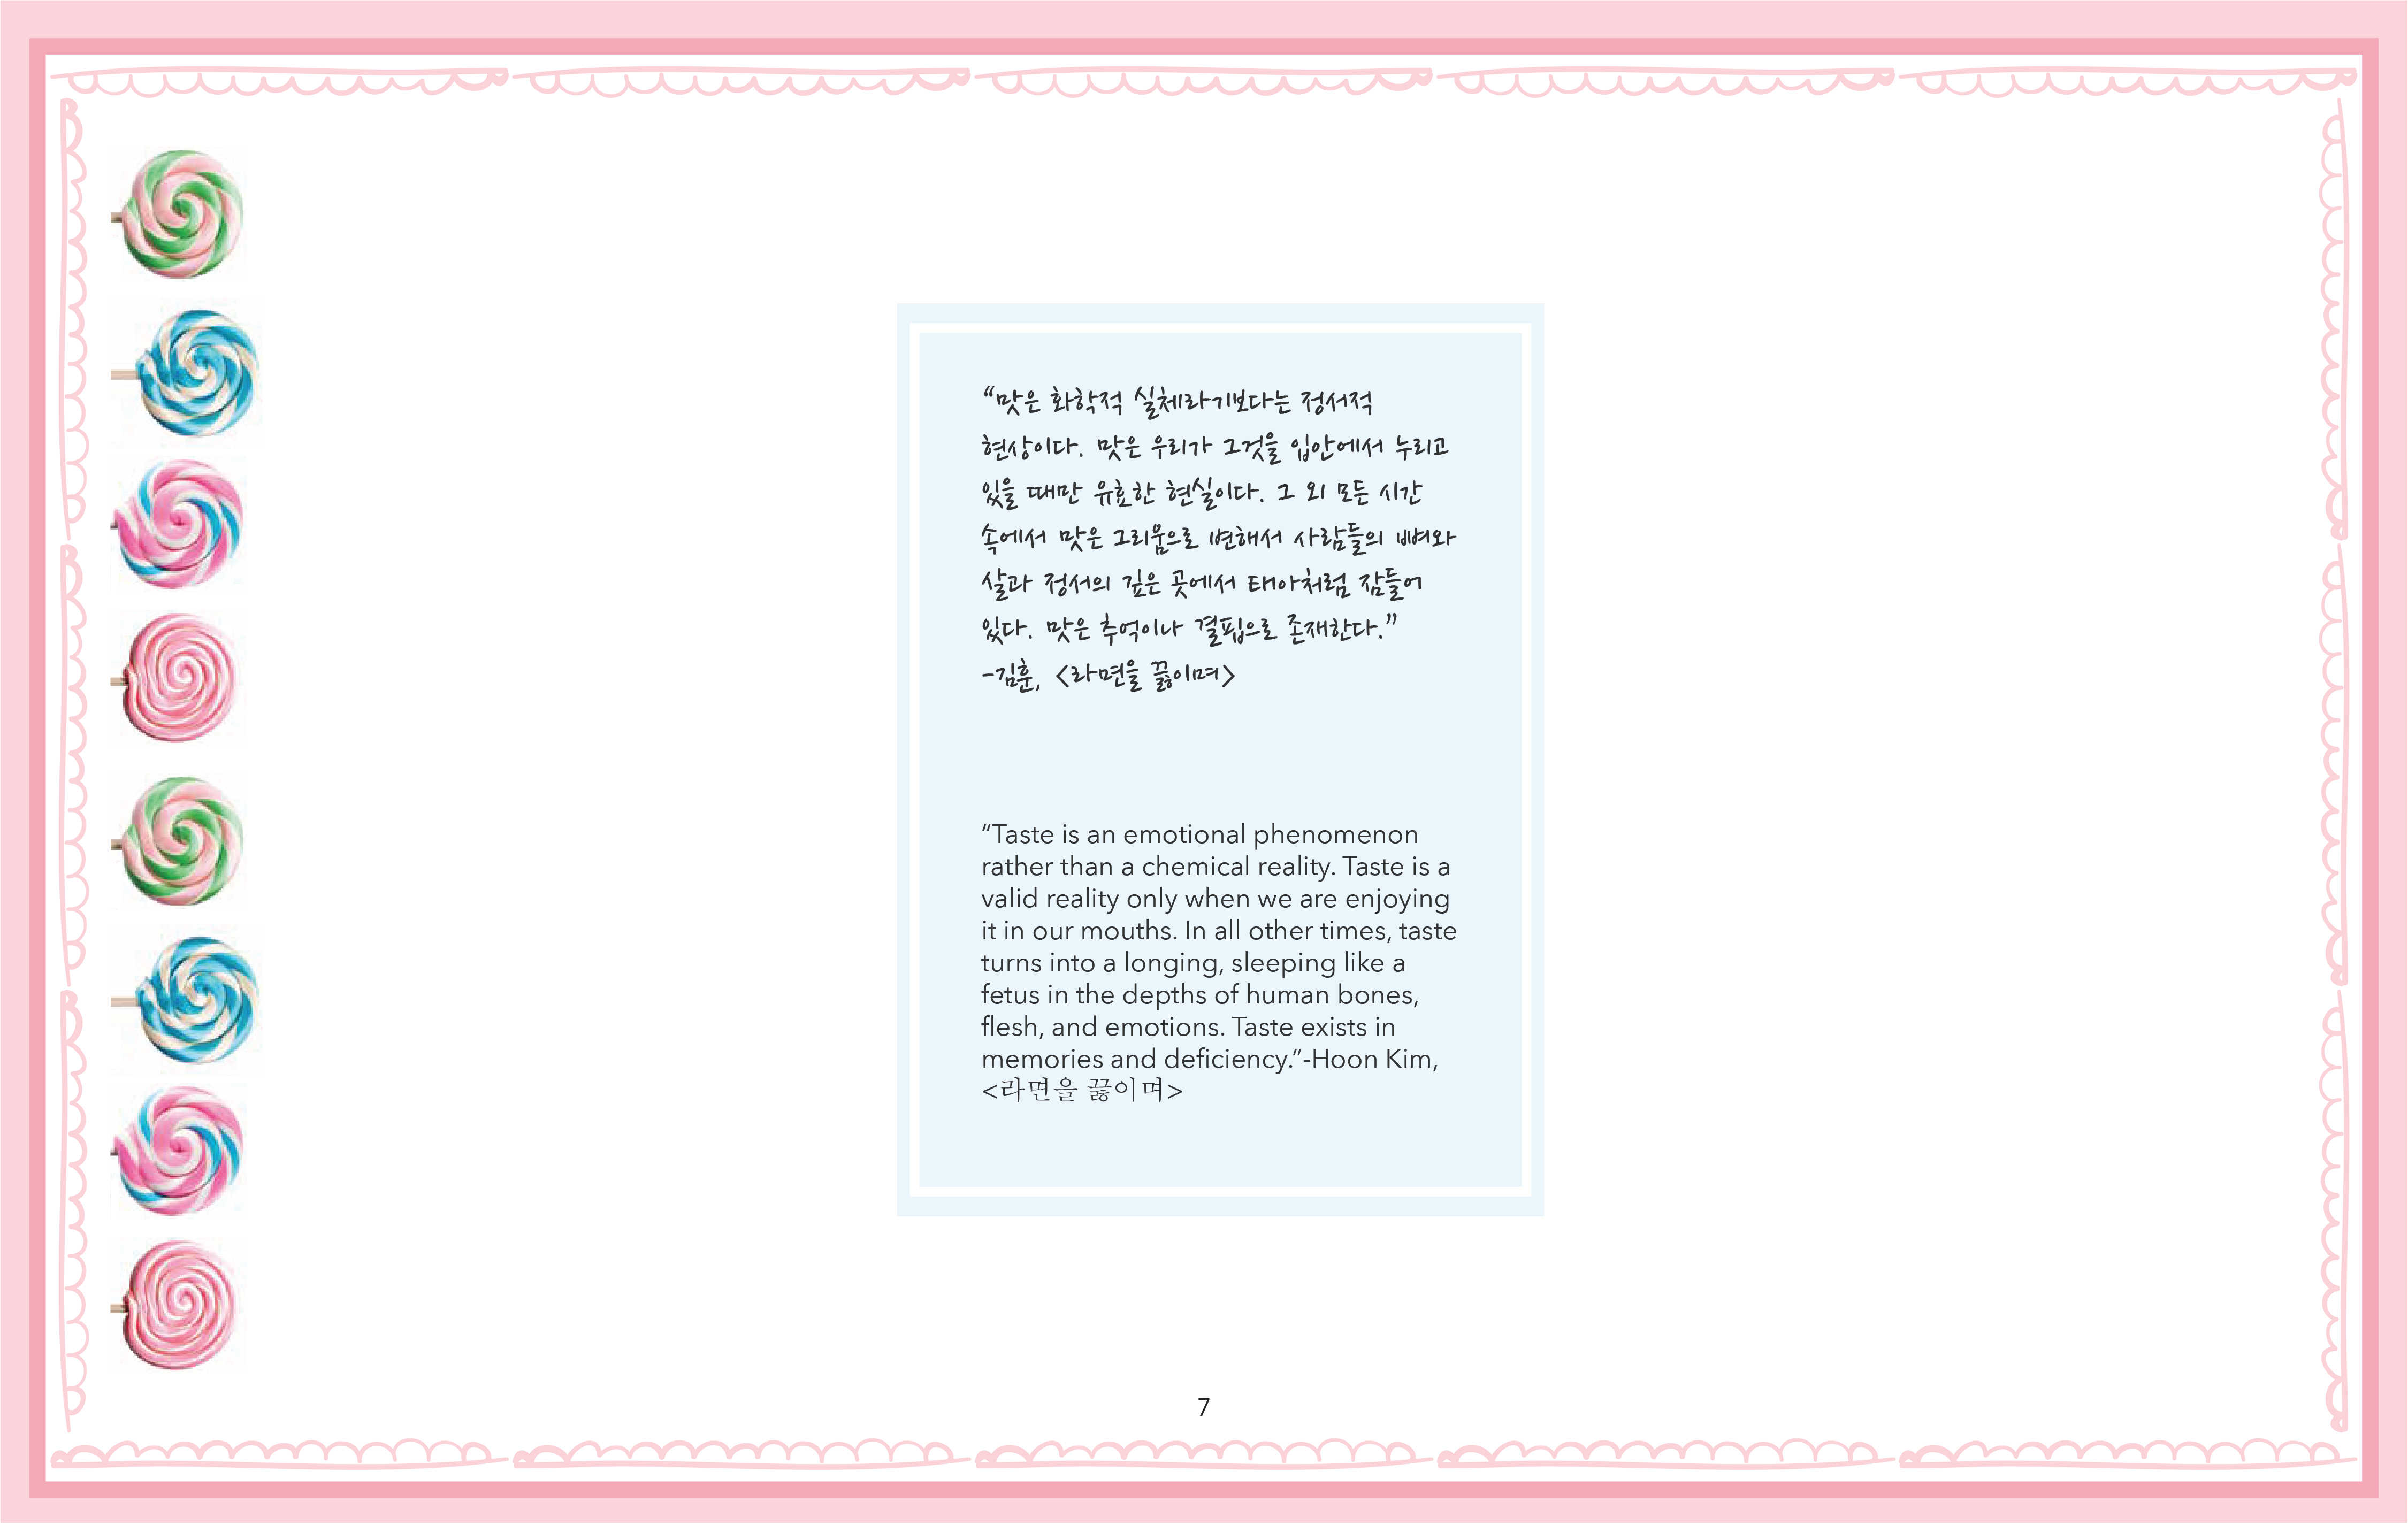 “맛은 화학적 실체라기보다는 정서적
현상이다. 맛은 우리가 그것을 입안에서 누리고
있을 때만 유효한 현실이다. 그 외 모든 시간
속에서 맛은 그리움으로 변해서 사람들의 뼈와
살과 정서의 깊은 곳에서 태아처럼 잠들어
있다. 맛은 추억이나 결핍으로 존재한다.”
-김훈, <라면을 끓이며>
“Taste is an emotional phenomenon
rather than a chemical reality. Taste is a
valid reality only when we are enjoying
it in our mouths. In all other times, taste
turns into a longing, sleeping like a
fetus in the depths of human bones,
flesh, and emotions. Taste exists in
memories and deficiency.”-Hoon Kim,
<라면을 끓이며>
7